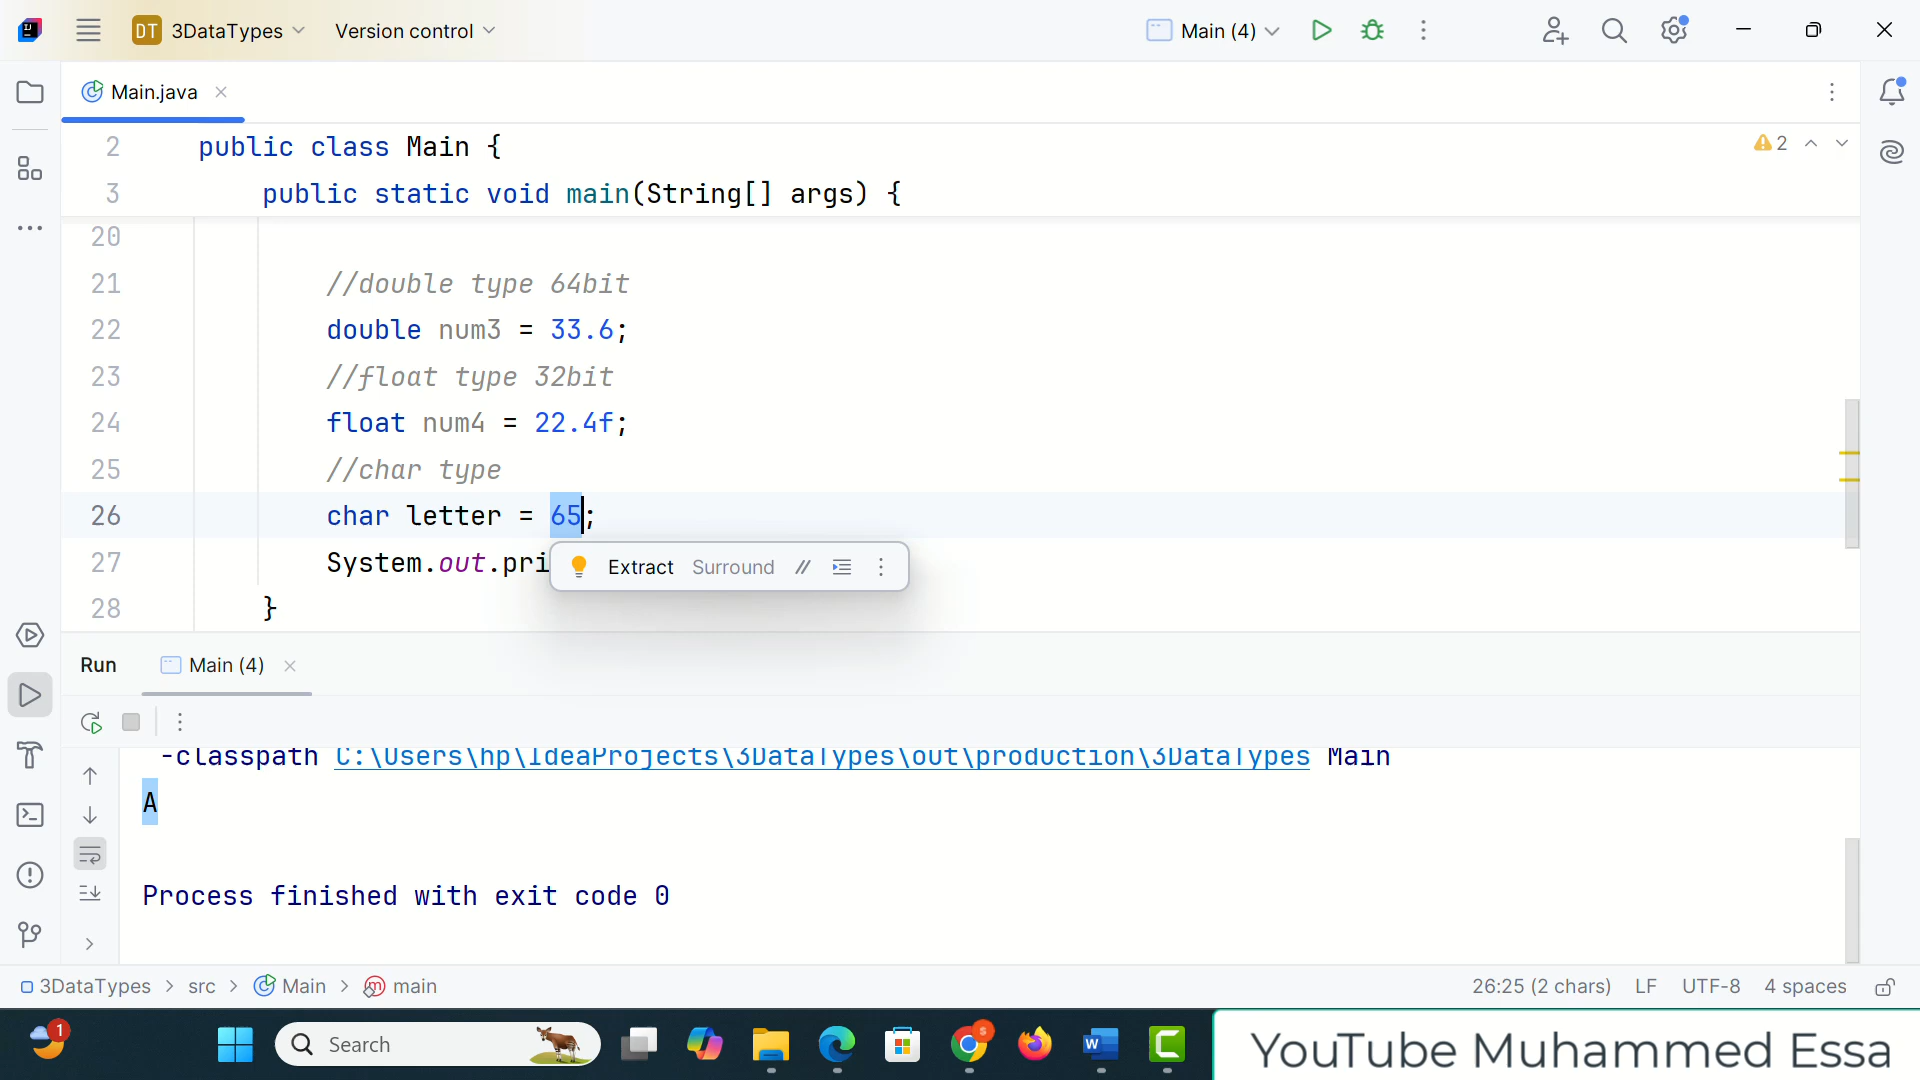 DT 3DataTypes Version control Main (4)
Main.java
2 public class Main {
3 public static void main(String[] args) {
2
20
21 //double type 64bit
22 double num3 = 33.6;
23 //float type 32bit
24 float num4 = 22.4f;
25 //char type
26 char letter = 65;
27 System.out.pri
Extract Surround //
28 }
Run Main (4)
-classpath C:\Users\hp\IdeaProjects\3DataTypes\out\production\3DataTypes Main
A
Process finished with exit code 0
3DataTypes > src > Main > main 26:25 (2 chars) LF UTF-8 4 spaces
1 Search
YouTube Muhammed Essa